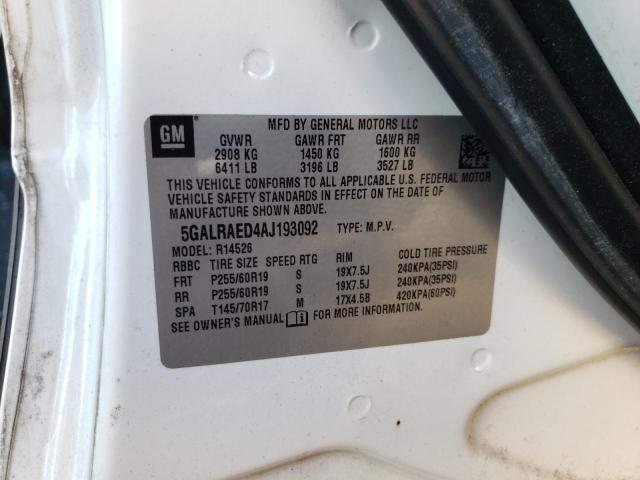 GM
MFD BY GENERAL MOTORS LLC
GVWR GAWR FRT GAWR RR
2908 KG 1450 KG 1600 KG
6411 LB 3196 LB 3527 LB
THIS VEHICLE CONFORMS TO ALL APPLICABLE U.S. FEDERAL MOTOR
VEHICLE SAFETY STANDARDS IN EFFECT ON THE DATE OF
MANUFACTURE SHOWN ABOVE.
5GALRAED4AJ193092 TYPE: M.P.V.
MODEL: R14526
RBBC TIRE SIZE SPEED RTG RIM COLD TIRE PRESSURE
FRT P255/60R19 S 19X7.5J 240KPA(35PSI)
RR P255/60R19 S 19X7.5J 240KPA(35PSI)
SPA T145/70R17 M 17X4.5B 420KPA(60PSI)
SEE OWNER'S MANUAL FOR MORE INFORMATION.